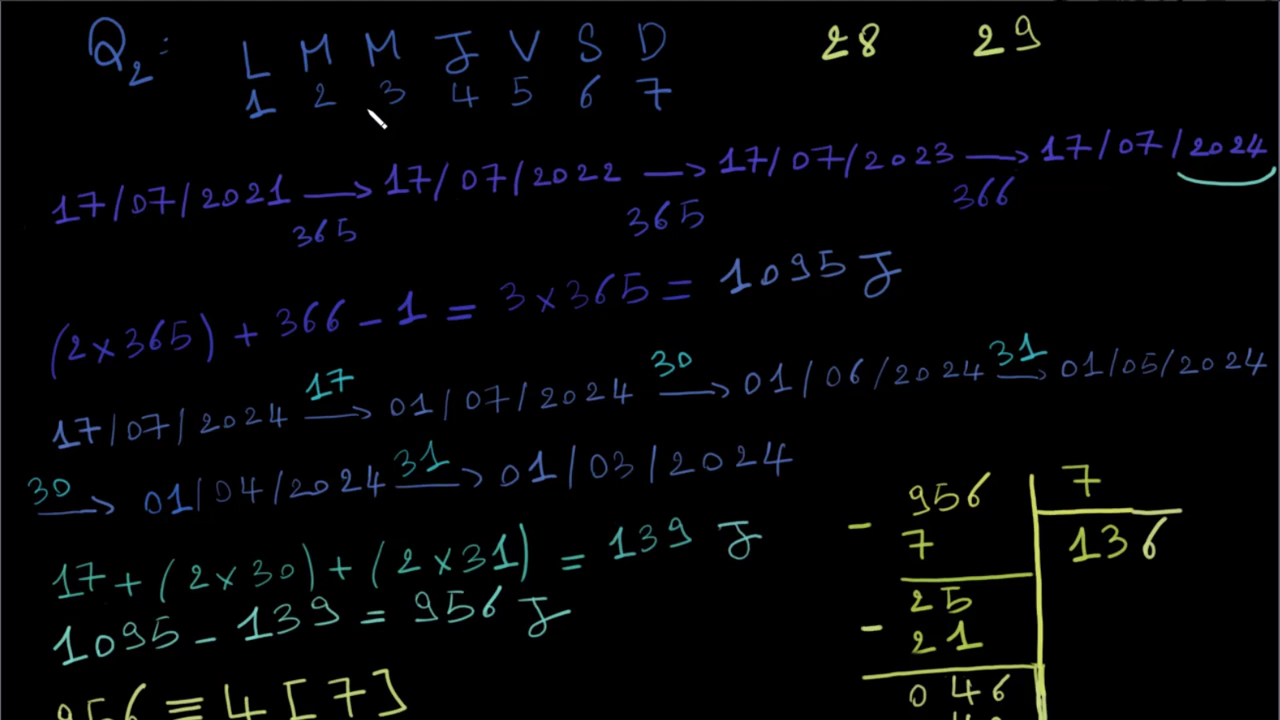 Q₂ : L M M J V S D 28 29
1 2 3 4 5 6 7
17/07/2021 → 17/07/2022 → 17/07/2023 → 17/07/2024
365 365 366
(2×365) + 366 - 1 = 3×365 = 1095 J
17 30 31
17/07/2024 → 01/07/2024 → 01/06/2024 → 01/05/2024
30 31
→ 01/04/2024 → 01/03/2024
17 + (2×30) + (2×31) = 139 J
1095 - 139 = 956 J
956 ≡ 4 [7]
956 7
- 7 136
25
- 21
046